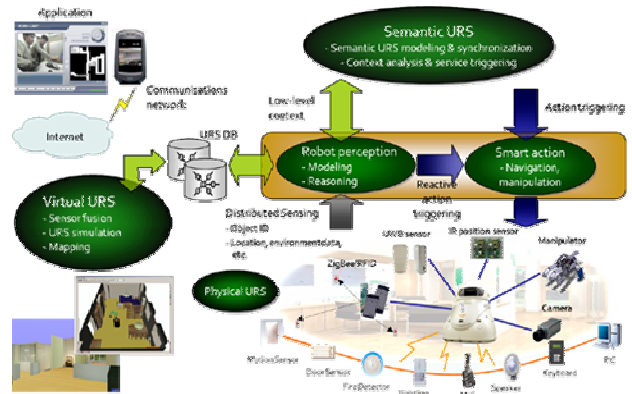 Application
Semantic URS
- Semantic URS modeling & synchronization
- Context analysis & service triggering
Communications
network
Low-level
context
Action triggering
Internet
URS DB
Robot perception
- Modeling
- Reasoning
Smart action
- Navigation,
manipulation
Reactive
action
triggering
Virtual URS
- Sensor fusion
- URS simulation
- Mapping
Distributed Sensing
- Object ID
- Location, environment data,
etc.
UWB sensor
IR position sensor
Manipulator
ZigBee/RFID
Physical URS
Camera
MotionSensor
DoorSensor
FireDetector
Speaker
Keyboard
PC